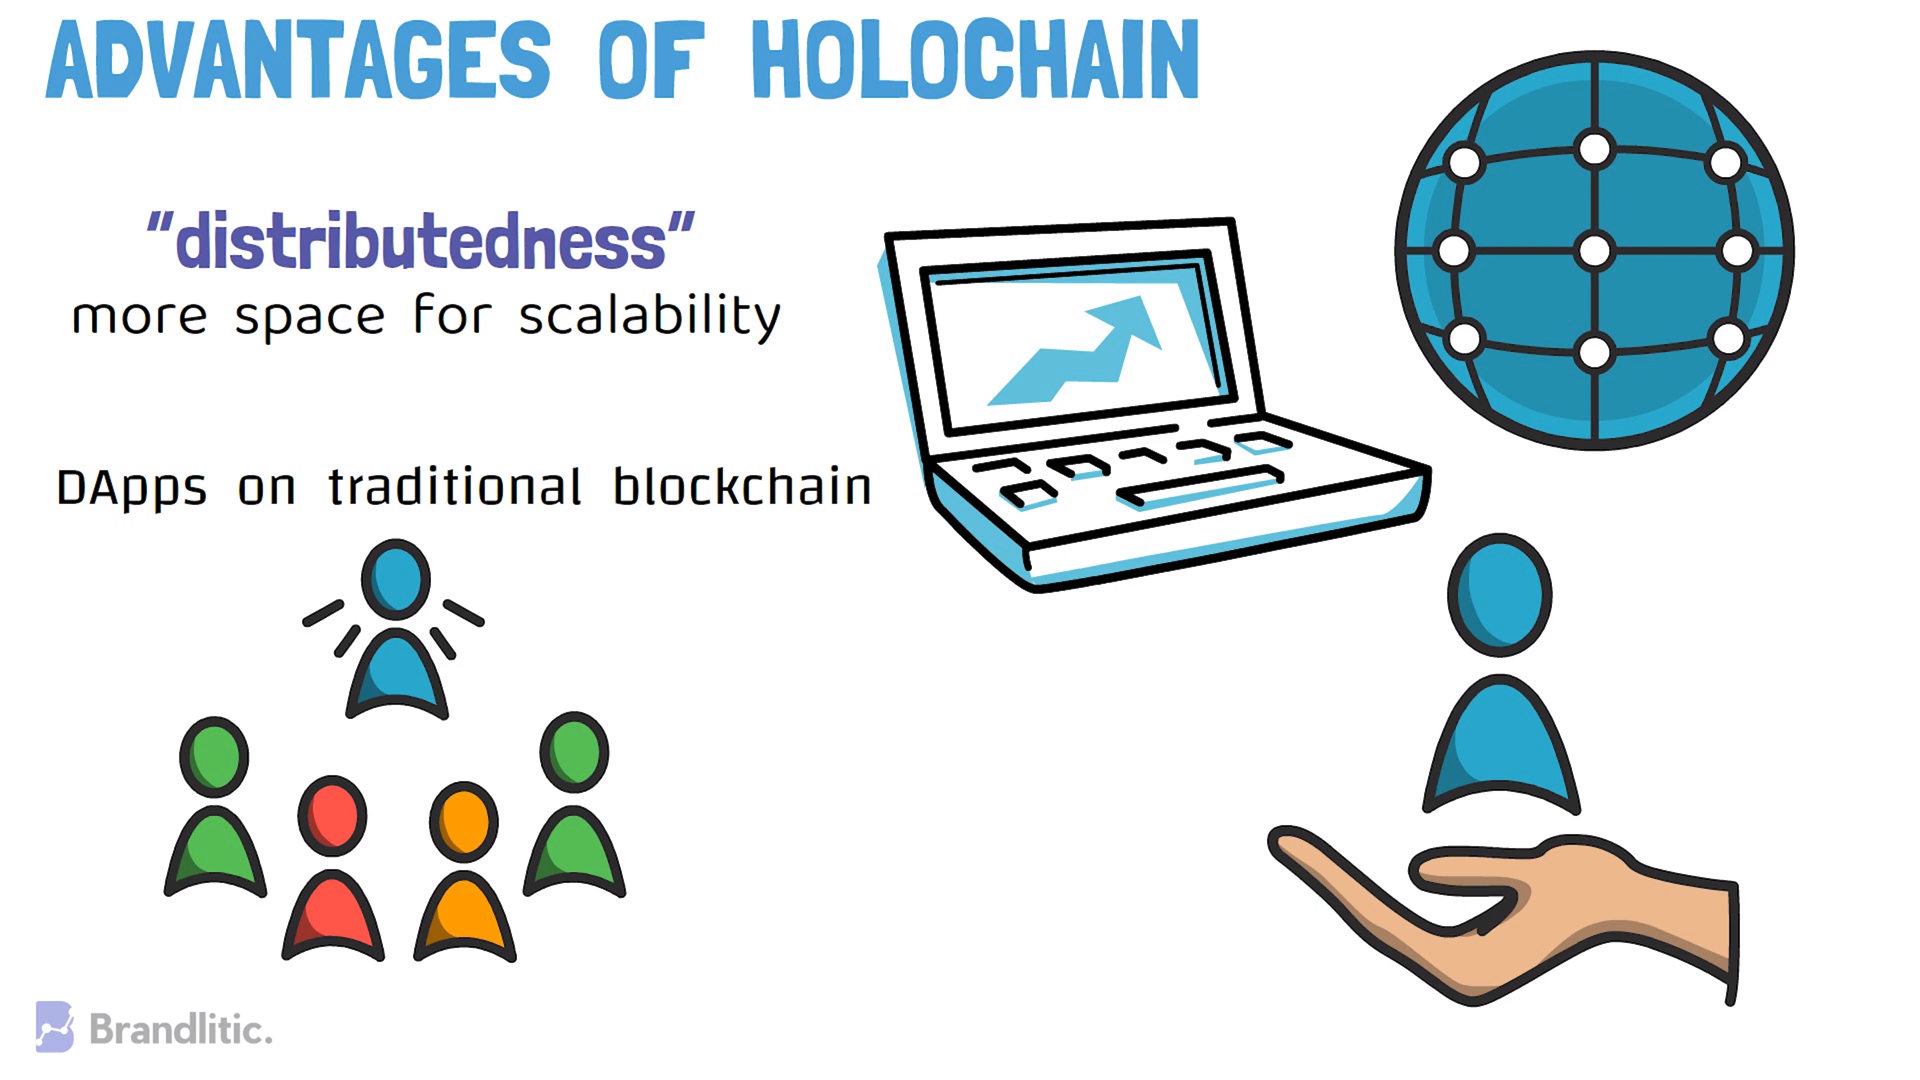 ADVANTAGES OF HOLOCHAIN
"distributedness"
more space for scalability
DApps on traditional blockchain
Brandlitic.